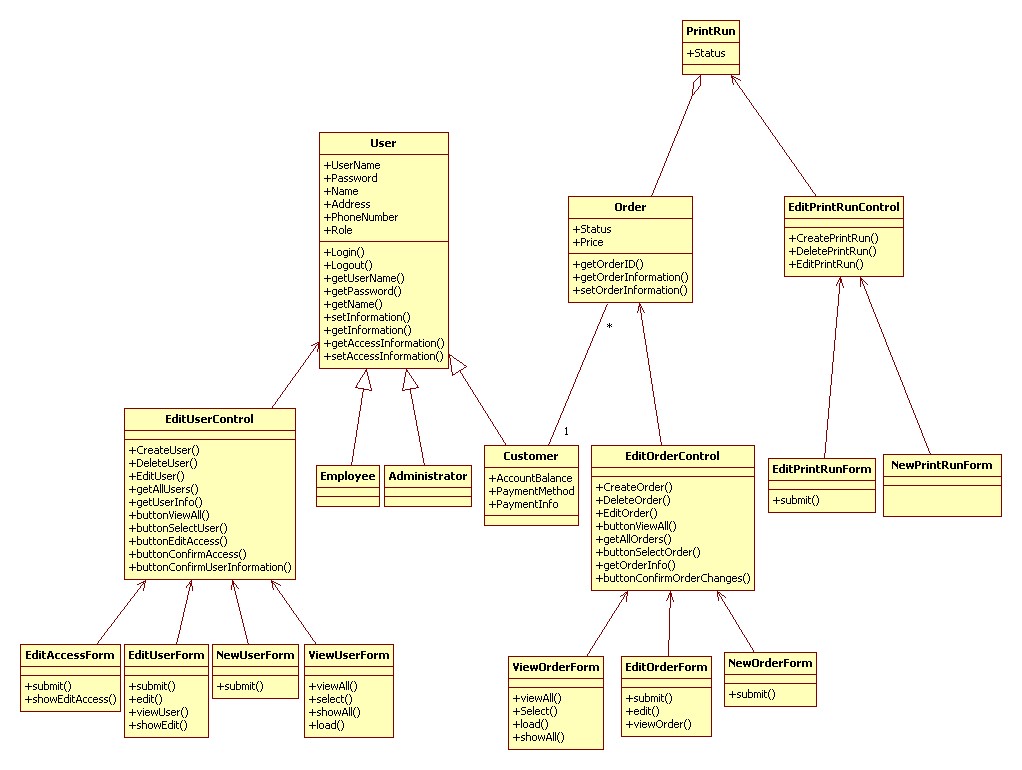 PrintRun
+Status
User
+UserName
+Password
+Name
+Address
+PhoneNumber
+Role
+Login()
+Logout()
+getUserName()
+getPassword()
+getName()
+setInformation()
+getInformation()
+getAccessInformation()
+setAccessInformation()
Order
+Status
+Price
+getOrderID()
+getOrderInformation()
+setOrderInformation()
EditPrintRunControl
+CreatePrintRun()
+DeletePrintRun()
+EditPrintRun()
*
1
EditUserControl
+CreateUser()
+DeleteUser()
+EditUser()
+getAllUsers()
+getUserInfo()
+buttonViewAll()
+buttonSelectUser()
+buttonEditAccess()
+buttonConfirmAccess()
+buttonConfirmUserInformation()
Employee
Administrator
Customer
+AccountBalance
+PaymentMethod
+PaymentInfo
EditOrderControl
+CreateOrder()
+DeleteOrder()
+EditOrder()
+buttonViewAll()
+getAllOrders()
+buttonSelectOrder()
+getOrderInfo()
+buttonConfirmOrderChanges()
EditPrintRunForm
+submit()
NewPrintRunForm
EditAccessForm
+submit()
+showEditAccess()
EditUserForm
+submit()
+edit()
+viewUser()
+showEdit()
NewUserForm
+submit()
ViewUserForm
+viewAll()
+select()
+showAll()
+load()
ViewOrderForm
+viewAll()
+Select()
+load()
+showAll()
EditOrderForm
+submit()
+edit()
+viewOrder()
NewOrderForm
+submit()